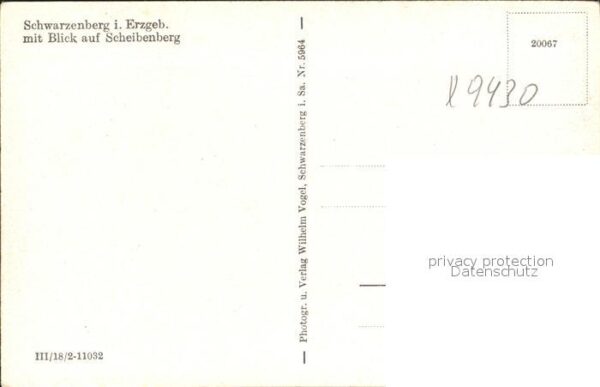 Schwarzenberg i. Erzgeb.
mit Blick auf Scheibenberg
III/18/2-11032
Photogr. u. Verlag Wilhelm Vogel, Schwarzenberg i. Sa. Nr. 5964
20067
9430
privacy protection
Datenschutz